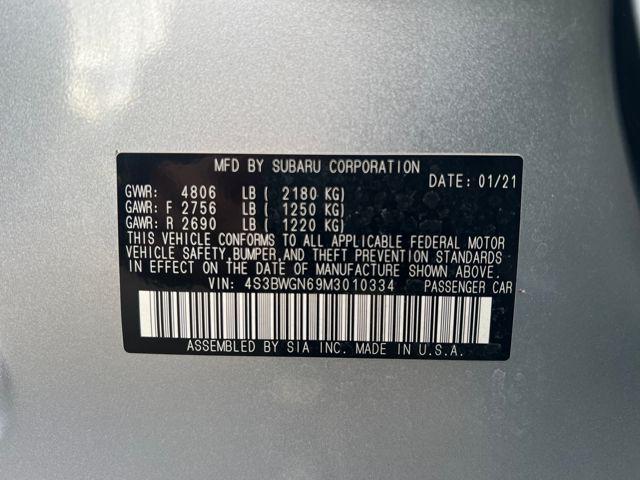 MFD BY SUBARU CORPORATION
DATE: 01/21
GVWR: 4806 LB ( 2180 KG)
GAWR: F 2756 LB ( 1250 KG)
GAWR: R 2690 LB ( 1220 KG)
THIS VEHICLE CONFORMS TO ALL APPLICABLE FEDERAL MOTOR
VEHICLE SAFETY, BUMPER, AND THEFT PREVENTION STANDARDS
IN EFFECT ON THE DATE OF MANUFACTURE SHOWN ABOVE.
VIN: 4S3BWGN69M3010334 PASSENGER CAR
ASSEMBLED BY SIA INC. MADE IN U.S.A.